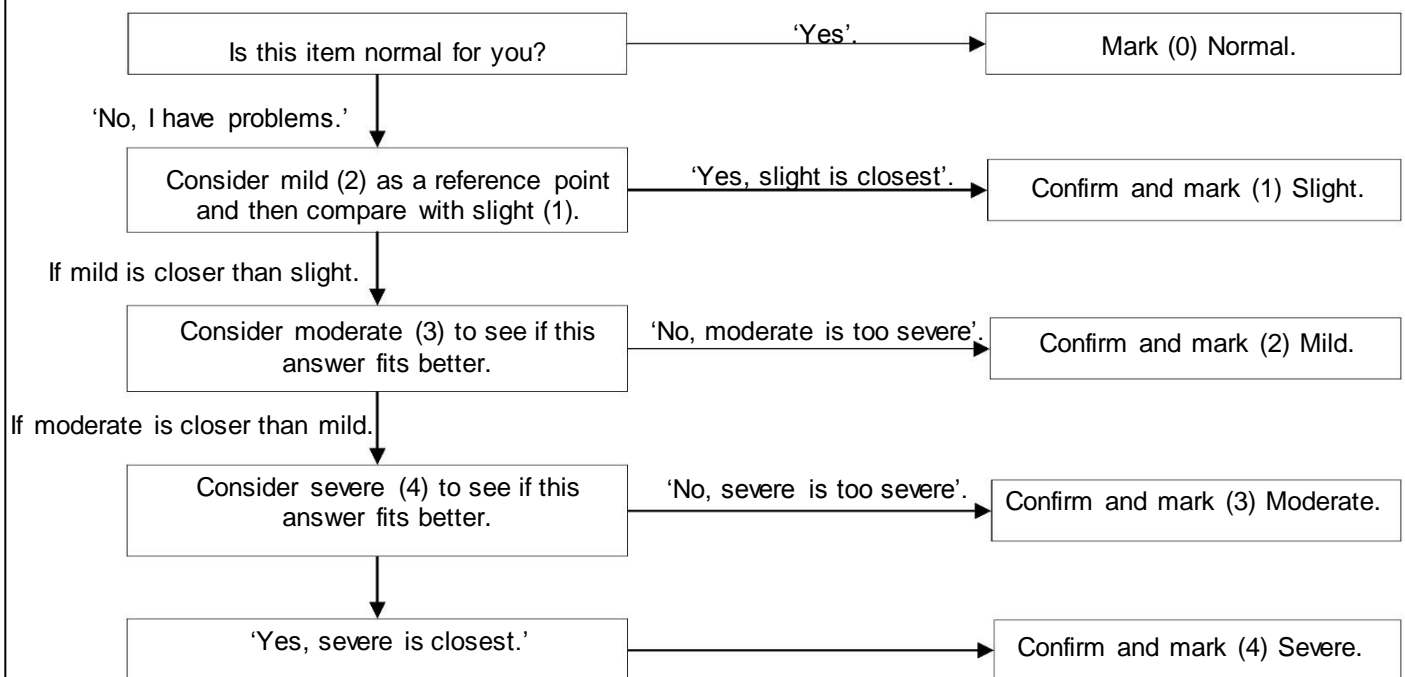 Is this item normal for you?
‘Yes’.
Mark (0) Normal.
‘No, I have problems.’
Consider mild (2) as a reference point
and then compare with slight (1).
‘Yes, slight is closest’.
Confirm and mark (1) Slight.
If mild is closer than slight.
Consider moderate (3) to see if this
answer fits better.
‘No, moderate is too severe’.
Confirm and mark (2) Mild.
If moderate is closer than mild.
Consider severe (4) to see if this
answer fits better.
‘No, severe is too severe’.
Confirm and mark (3) Moderate.
‘Yes, severe is closest.’
Confirm and mark (4) Severe.